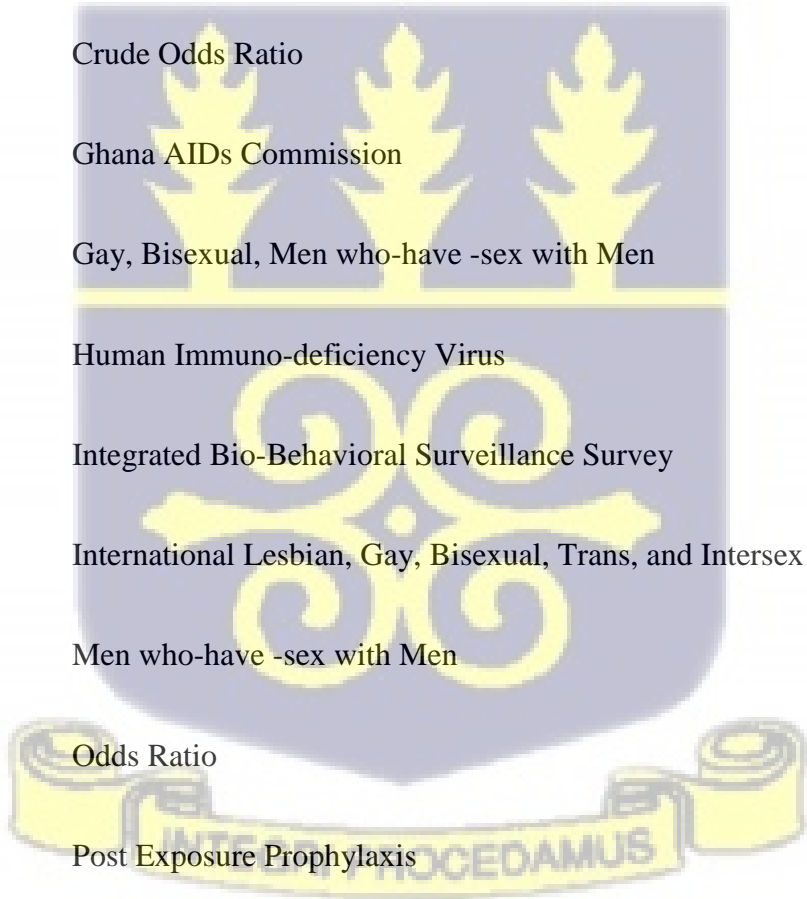 Crude Odds Ratio
Ghana AIDs Commission
Gay, Bisexual, Men who-have -sex with Men
Human Immuno-deficiency Virus
Integrated Bio-Behavioral Surveillance Survey
International Lesbian, Gay, Bisexual, Trans, and Intersex
Men who-have -sex with Men
Odds Ratio
Post Exposure Prophylaxis
INTEGRI PROCEDAMUS